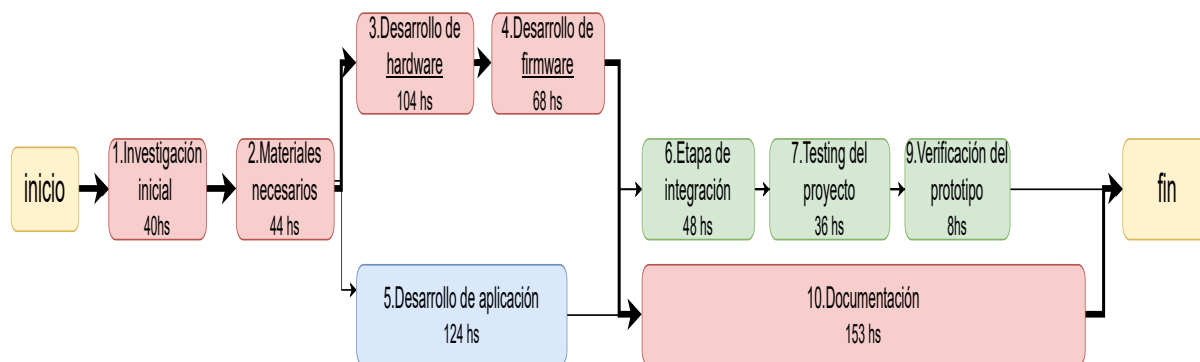 inicio
1.Investigación
inicial
40hs
2.Materiales
necesarios
44 hs
3.Desarrollo de
hardware
104 hs
4.Desarrollo de
firmware
68 hs
5.Desarrollo de aplicación
124 hs
6.Etapa de
integración
48 hs
7.Testing del
proyecto
36 hs
9.Verificación del
prototipo
8hs
10.Documentación
153 hs
fin